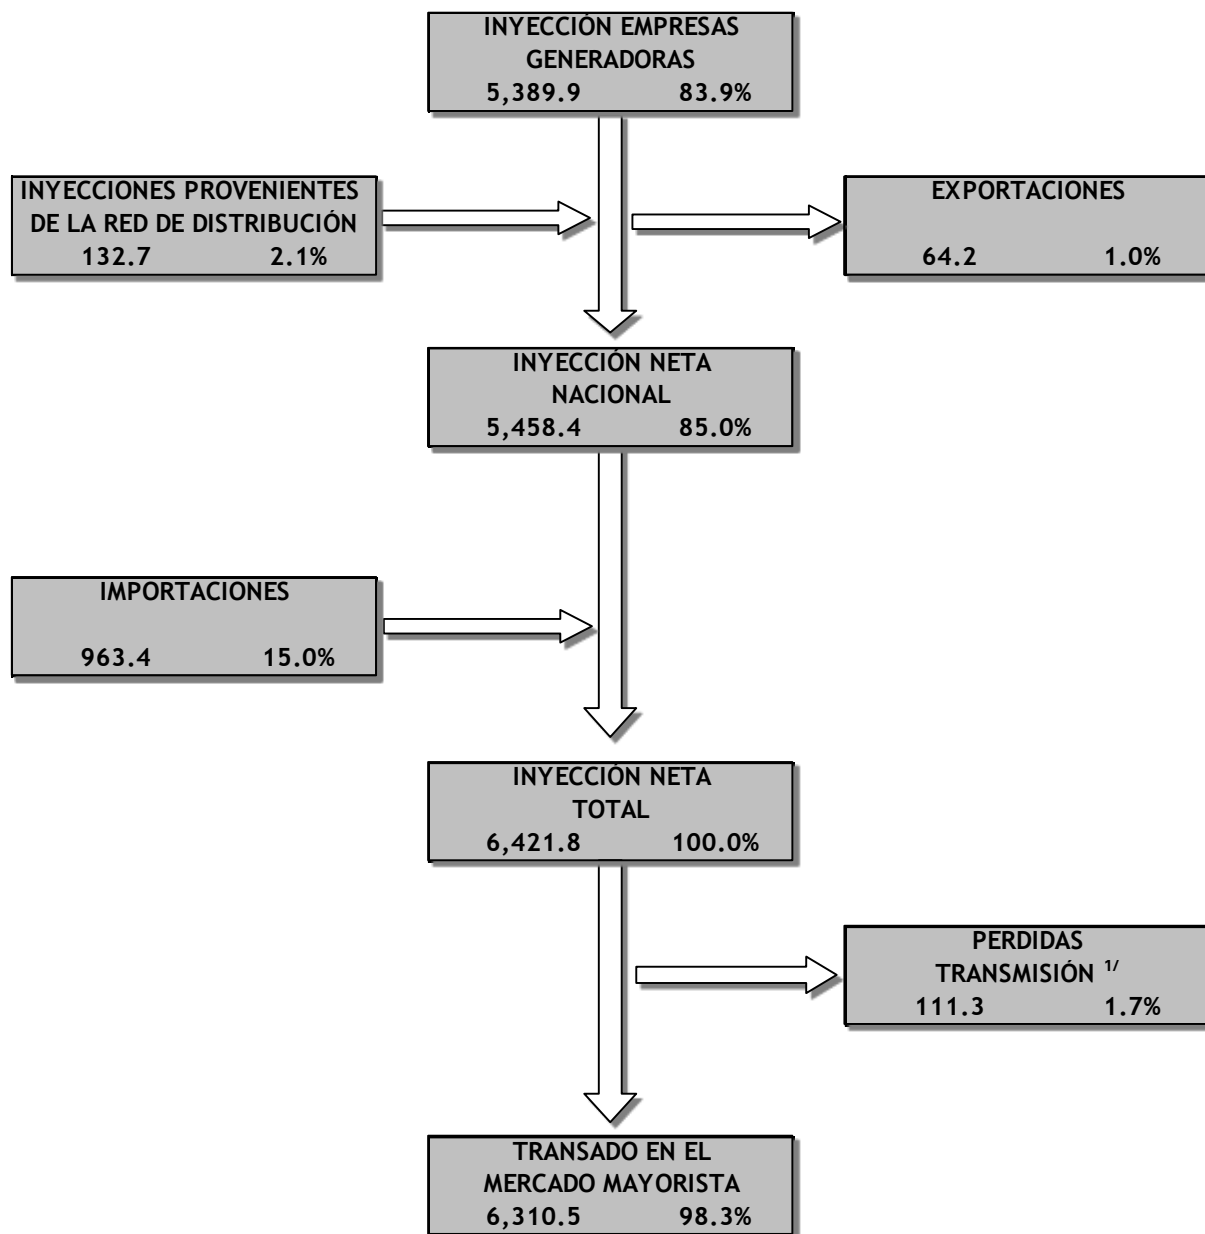 INYECCIÓN EMPRESAS
GENERADORAS
5,389.9 83.9%
INYECCIONES PROVENIENTES
DE LA RED DE DISTRIBUCIÓN
132.7 2.1%
EXPORTACIONES
64.2 1.0%
INYECCIÓN NETA
NACIONAL
5,458.4 85.0%
IMPORTACIONES
963.4 15.0%
INYECCIÓN NETA
TOTAL
6,421.8 100.0%
PERDIDAS
TRANSMISIÓN 1/
111.3 1.7%
TRANSADO EN EL
MERCADO MAYORISTA
6,310.5 98.3%